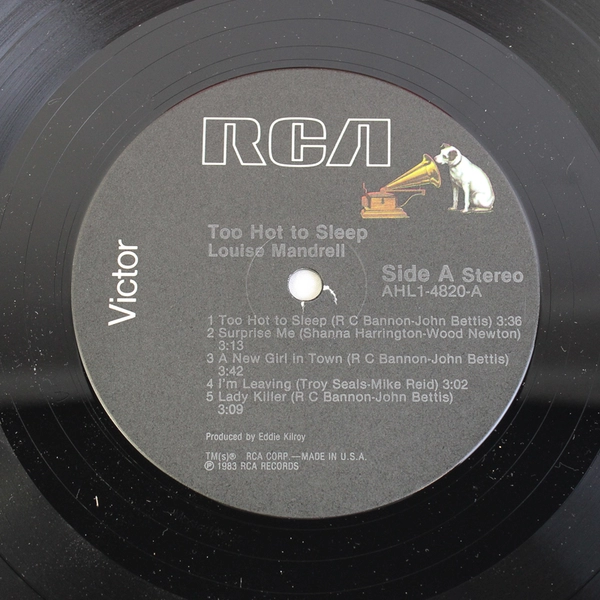 RCA
Victor
Too Hot to Sleep
Louise Mandrell
Side A Stereo
AHL1-4820-A
1 Too Hot to Sleep (R C Bannon-John Bettis) 3:36
2 Surprise Me (Shanna Harrington-Wood Newton)
3:13
3 A New Girl in Town (R C Bannon-John Bettis)
3:42
4 I'm Leaving (Troy Seals-Mike Reid) 3:02
5 Lady Killer (R C Bannon-John Bettis)
3:09
Produced by Eddie Kilroy
TM(s)® RCA CORP.—MADE IN U.S.A.
℗ 1983 RCA RECORDS